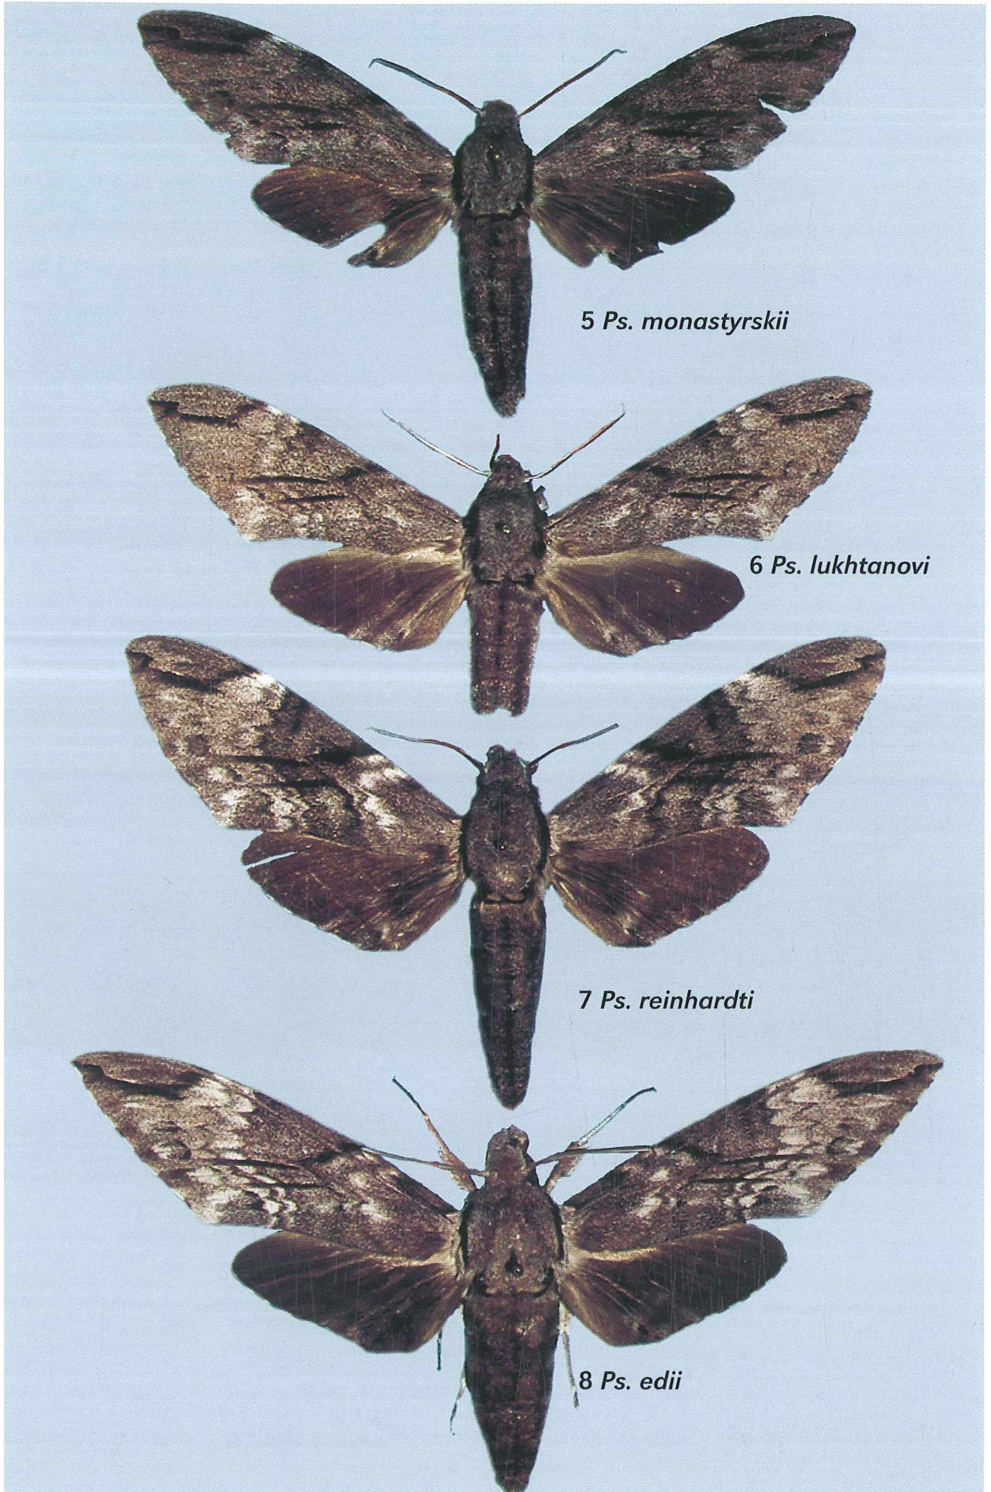 5 Ps. monastyrskii
6 Ps. lukhtanovi
7 Ps. reinhardti
8 Ps. edii